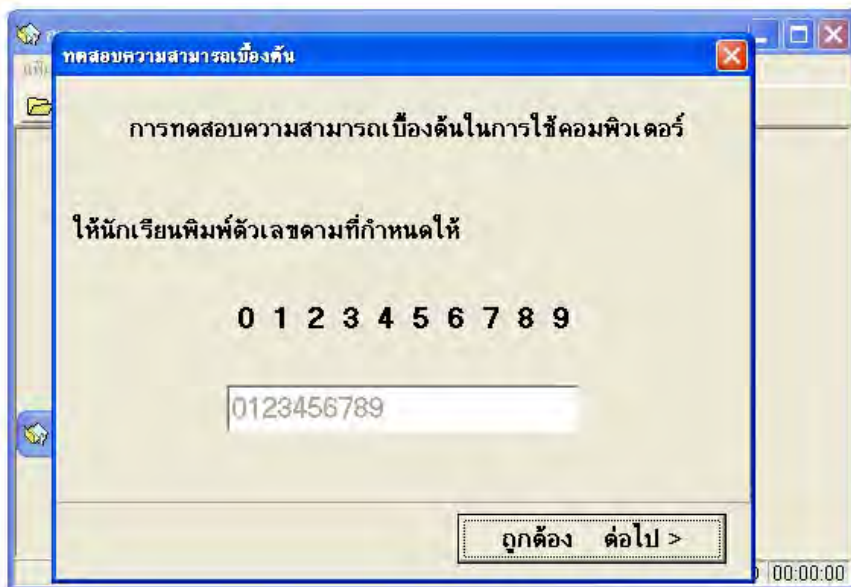 ทดสอบความสามารถเบื้องต้น
การทดสอบความสามารถเบื้องต้นในการใช้คอมพิวเตอร์
ให้นักเรียนพิมพ์ตัวเลขตามที่กำหนดให้
0 1 2 3 4 5 6 7 8 9
0123456789
ถูกต้อง ต่อไป >
00:00:00